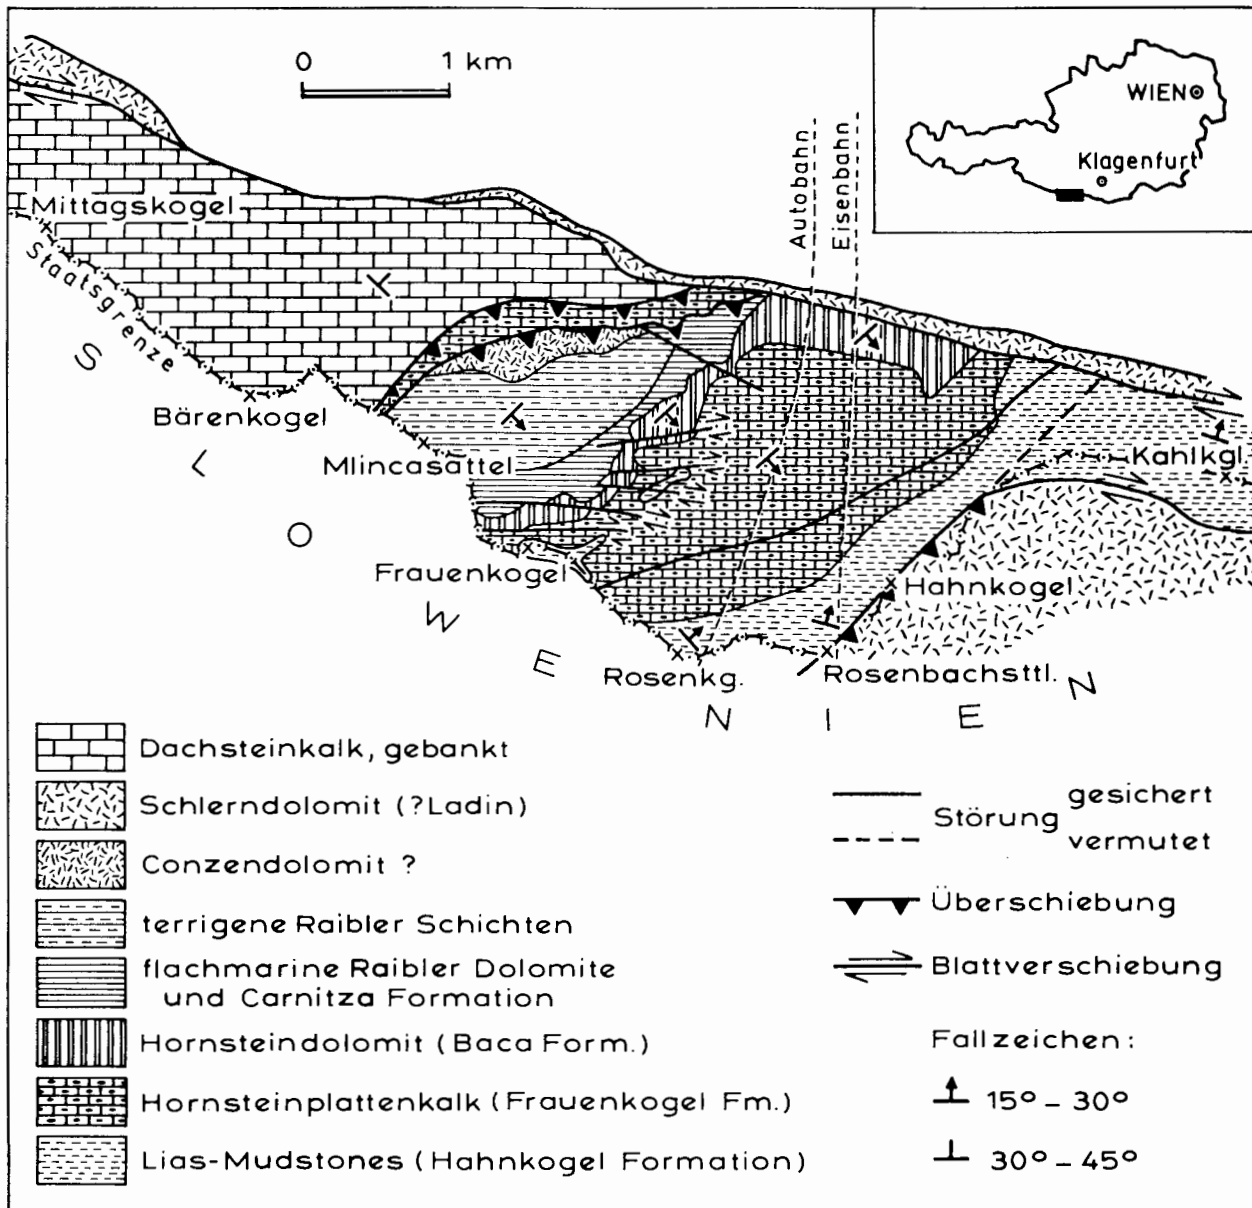 0 1 km
WIEN
Klagenfurt
Autobahn
Eisenbahn
Mittagskogel
Staatsgrenze
Bärenkogel
Mlincasattel
Kahlkgl.
Frauenkogel
Hahnkogel
Rosenkg.
Rosenbachsttl.
SLOWENIEN
Dachsteinkalk, gebankt
Schlerndolomit (?Ladin)
Conzendolomit ?
terrigene Raibler Schichten
flachmarine Raibler Dolomite
und Carnitza Formation
Hornsteindolomit (Baca Form.)
Hornsteinplattenkalk (Frauenkogel Fm.)
Lias-Mudstones (Hahnkogel Formation)
Störung
gesichert
vermutet
Überschiebung
Blattverschiebung
Fallzeichen:
15° – 30°
30° – 45°